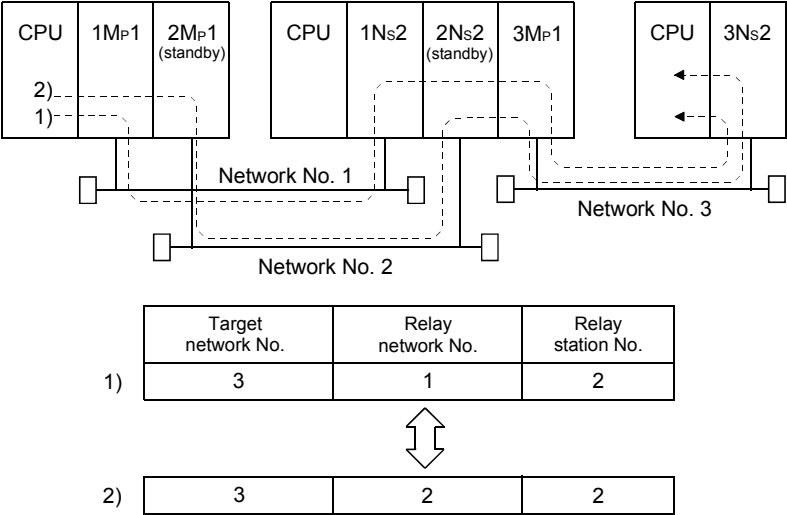 CPU 1MP1 2MP1 CPU 1NS2 2NS2 3MP1 CPU 3NS2
(standby) (standby)
2)
1)
Network No. 1
Network No. 3
Network No. 2
Target network No. Relay network No. Relay station No.
1) 3 1 2
2) 3 2 2